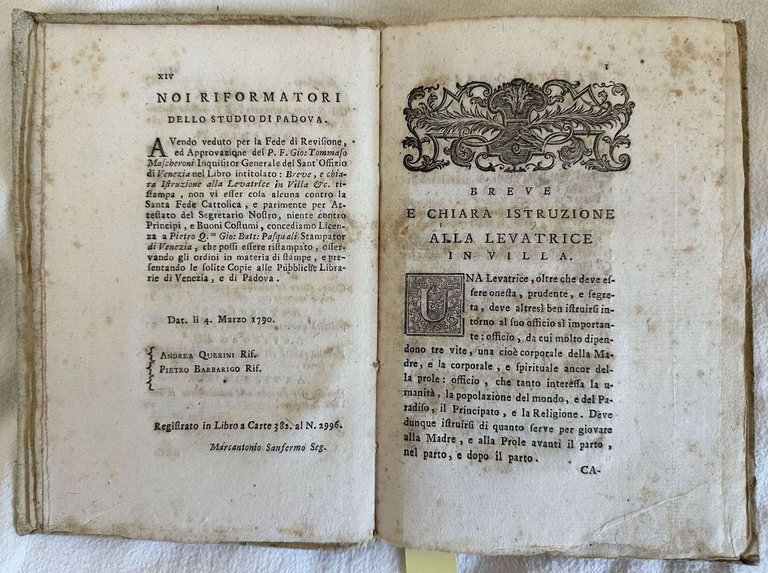 XIV
NOI RIFORMATORI
DELLO STUDIO DI PADOVA.
AVendo veduto per la Fede di Revisione,
ed Approvazione del P. F. Gio: Tommaso
Mascheroni Inquisitor Generale del Sant' Offizio
di Venezia nel Libro intitolato: Breve, e chia-
ra Istruzione alla Levatrice in Villa &c. ri-
stampa, non vi esser cosa alcuna contro la
Santa Fede Cattolica, e parimente per At-
testato del Segretario Nostro, niente contro
Principi, e Buoni Costumi, concediamo Licen-
za a Pietro Q.m Gio: Batt: Pasquali Stampator
di Venezia, che possi essere ristampato, osser-
vando gli ordini in materia di stampe, e pre-
sentando le solite Copie alle Pubbliche Libra-
rie di Venezia, e di Padova.
Dat. li 4. Marzo 1790.
ANDREA QUERINI Rif.
PIETRO BARBARIGO Rif.
Registrato in Libro a Carte 382. al N. 2996.
Marcantonio Sanfermo Seg.
1
BREVE
E CHIARA ISTRUZIONE
ALLA LEVATRICE
IN VILLA.
UNA Levatrice, oltre che deve es-
sere onesta, prudente, e segre-
ta, deve altresì ben istruirsi in-
torno al suo officio sì importan-
te: officio, da cui molto dipen-
dono tre vite, una cioè corporale della Ma-
dre, e la corporale, e spirituale ancor del-
la prole: officio, che tanto interessa la u-
manità, la popolazione del mondo, e del Pa-
radiso, il Principato, e la Religione. Deve
dunque istruirsi di quanto serve per giovare
alla Madre, e alla Prole avanti il parto,
nel parto, e dopo il parto.
CA-